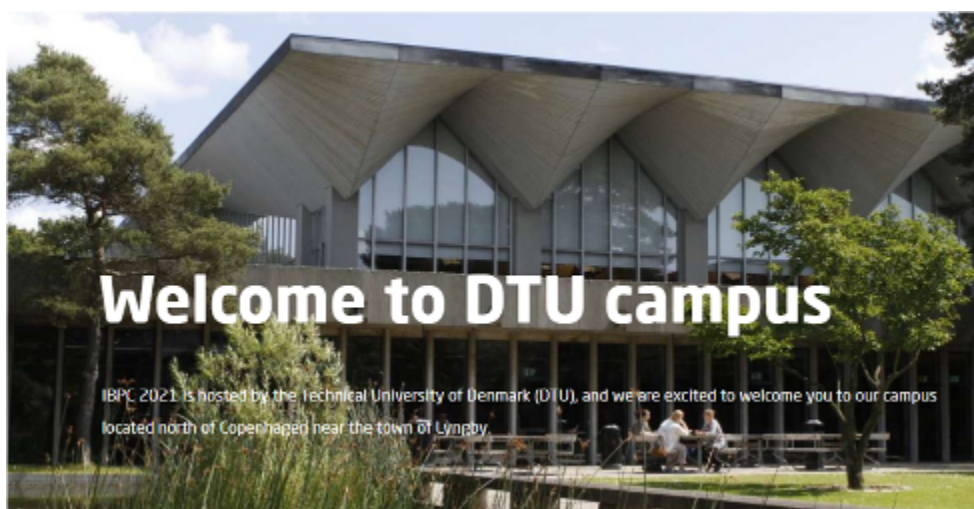 Welcome to DTU campus
IBPC 2021 is hosted by the Technical University of Denmark (DTU), and we are excited to welcome you to our campus
located north of Copenhagen near the town of Lyngby.